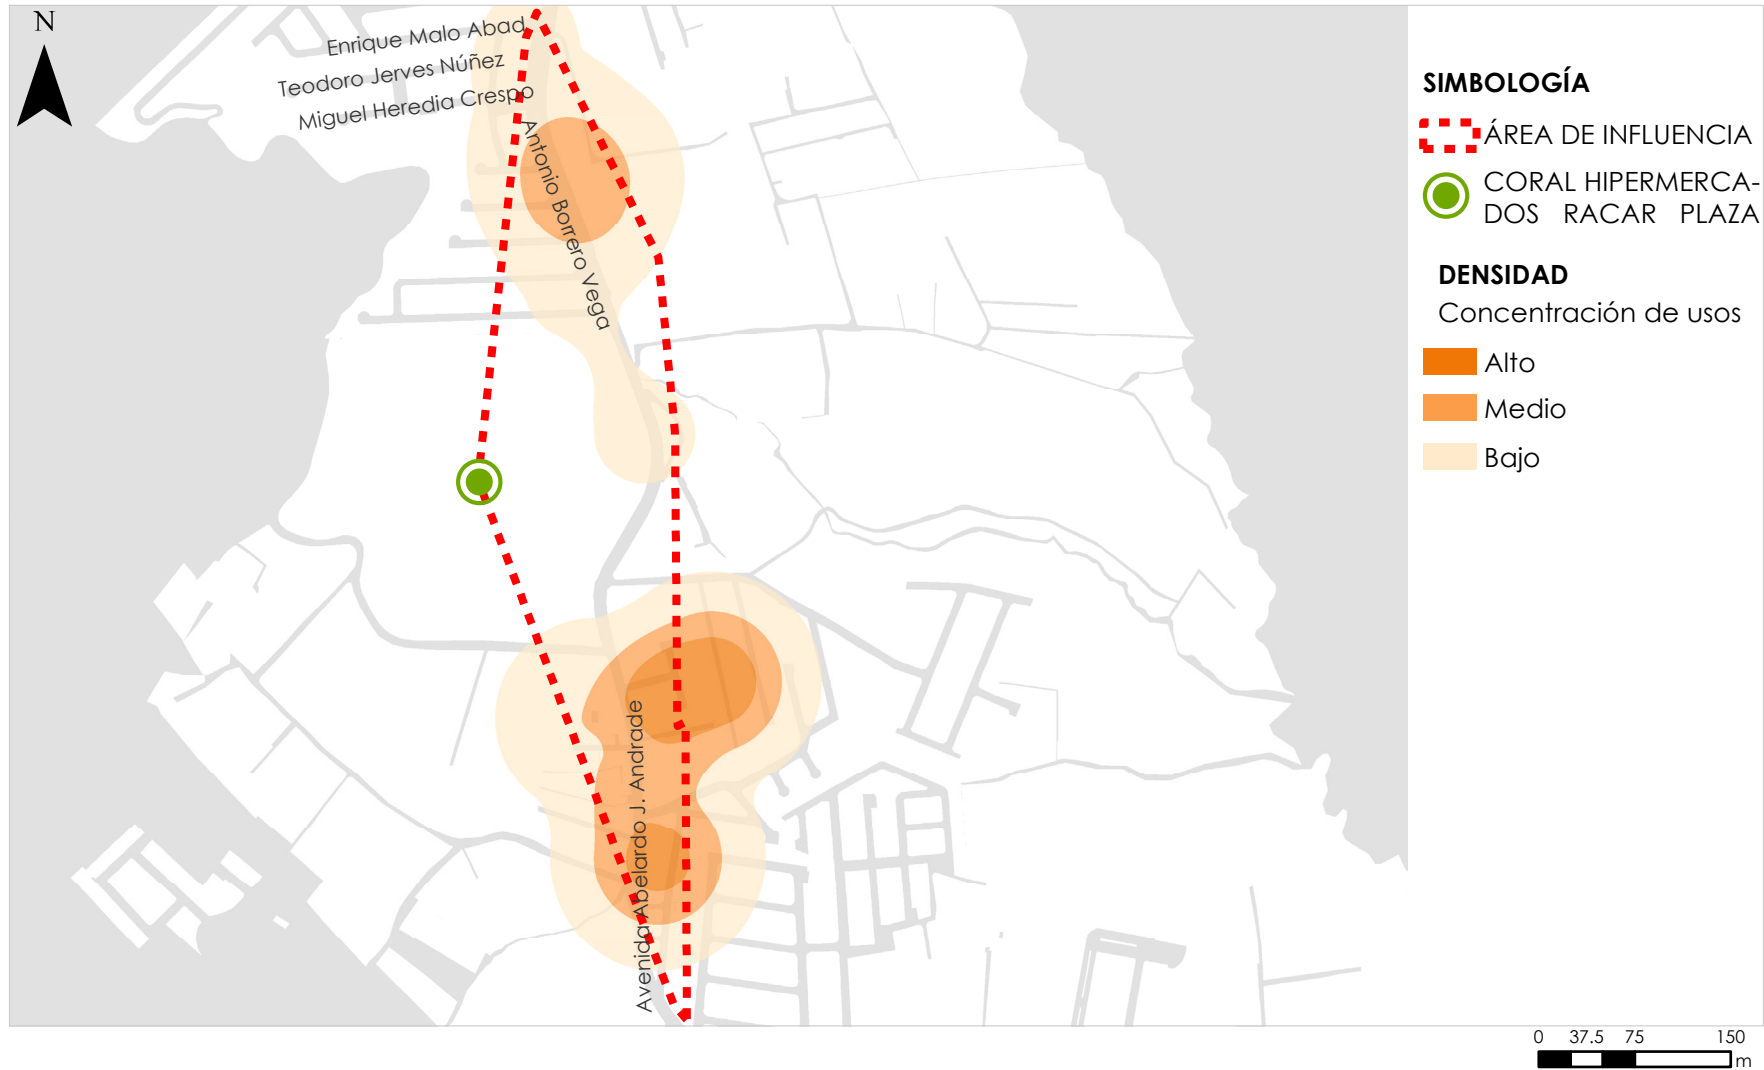 N
Enrique Malo Abad
Teodoro Jerves Núñez
Miguel Heredia Crespo
Antonio Borrero Vega
Avenida Abelardo J. Andrade
SIMBOLOGÍA
ÁREA DE INFLUENCIA
CORAL HIPERMERCA-
DOS RACAR PLAZA
DENSIDAD
Concentración de usos
Alto
Medio
Bajo
0 37.5 75 150
m